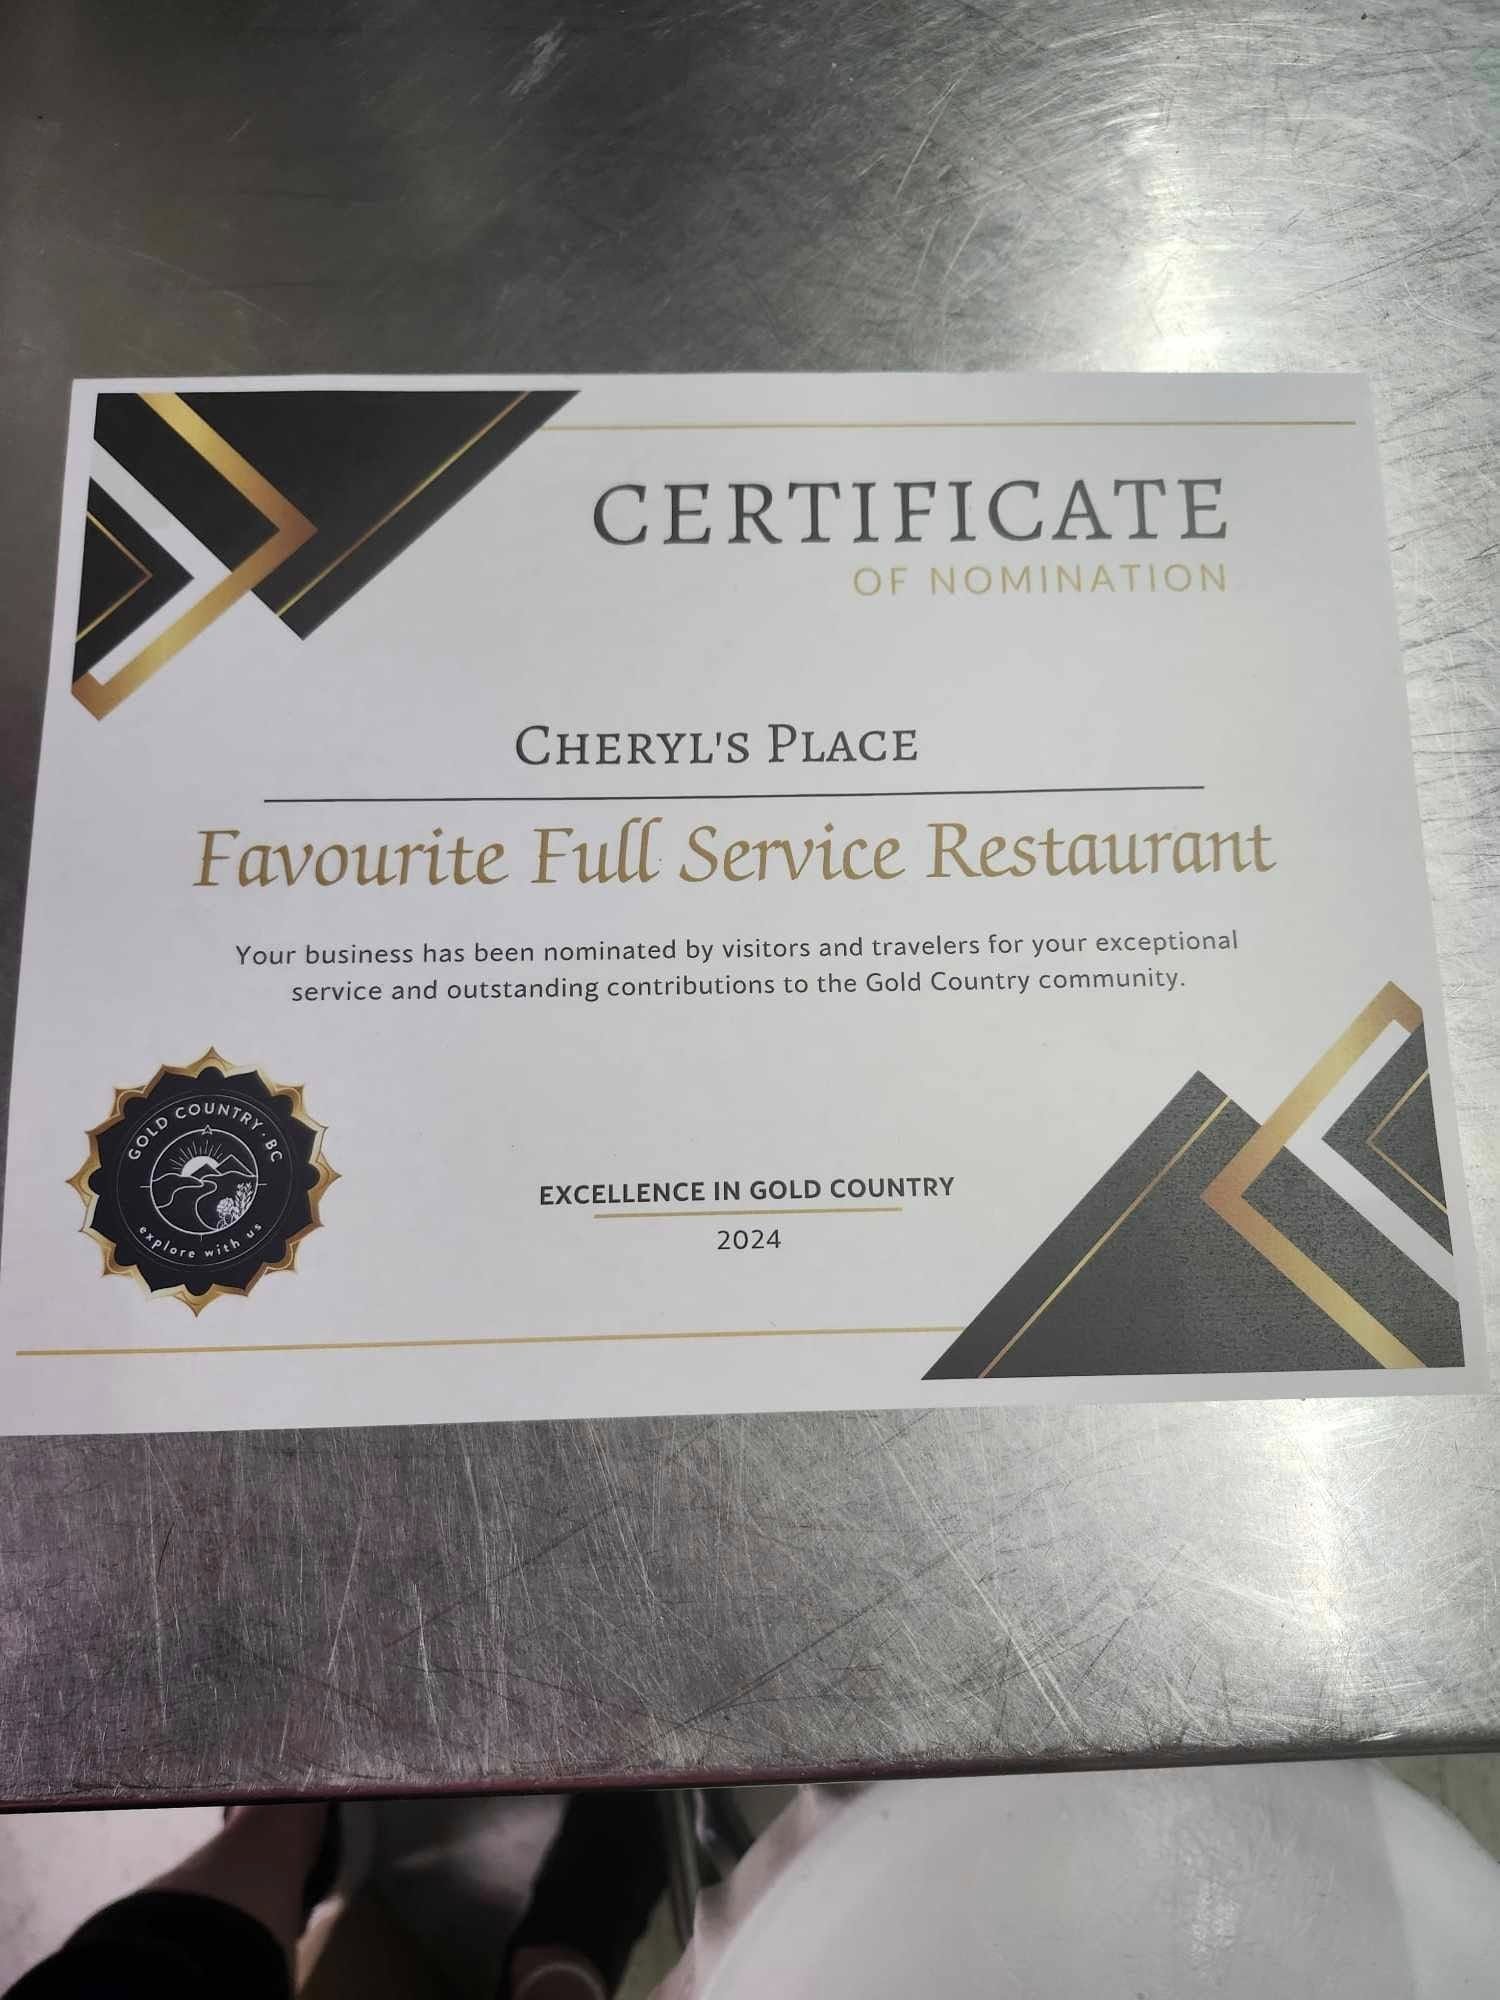 CERTIFICATE
OF NOMINATION
CHERYL'S PLACE
Favourite Full Service Restaurant
Your business has been nominated by visitors and travelers for your exceptional
service and outstanding contributions to the Gold Country community.
GOLD COUNTRY · BC
explore with us
EXCELLENCE IN GOLD COUNTRY
2024